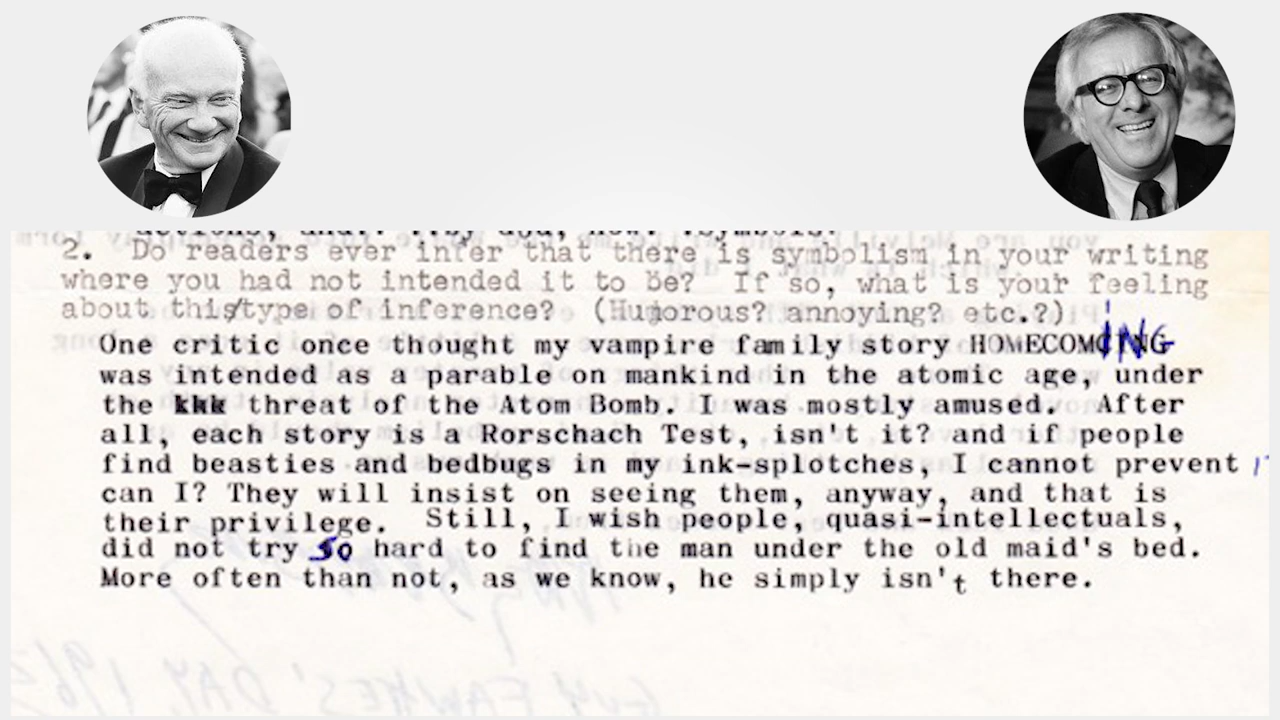 2. Do readers ever infer that there is symbolism in your writing
where you had not intended it to be? If so, what is your feeling
about this/type of inference? (Humorous? annoying? etc.?)
One critic once thought my vampire family story HOMECOMING
was intended as a parable on mankind in the atomic age, under
the kkk threat of the Atom Bomb. I was mostly amused. After
all, each story is a Rorschach Test, isn't it? and if people
find beasties and bedbugs in my ink-splotches, I cannot prevent
can I? They will insist on seeing them, anyway, and that is
their privilege. Still, I wish people, quasi-intellectuals,
did not try so hard to find the man under the old maid's bed.
More often than not, as we know, he simply isn't there.